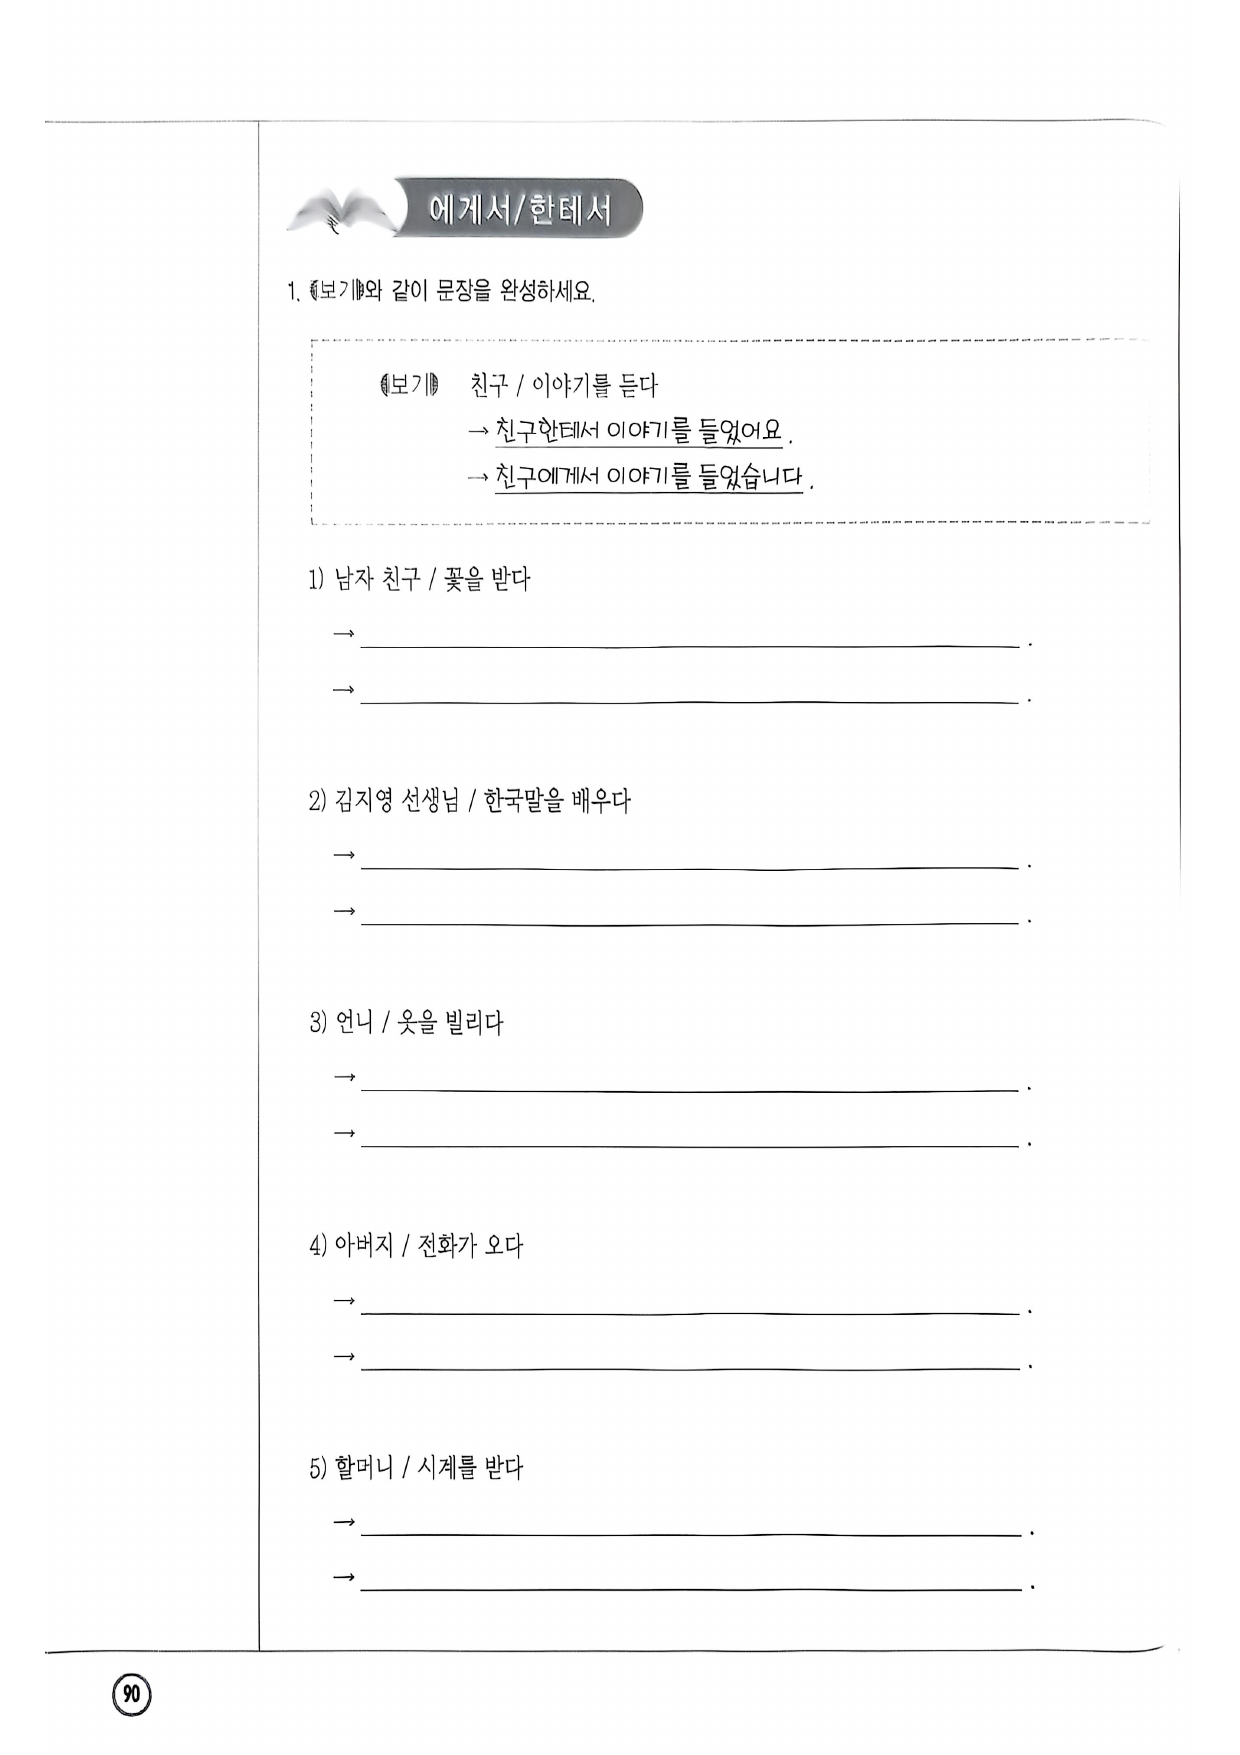 에게서/한테서
1. 《보기》와 같이 문장을 완성하세요.
《보기》 친구 / 이야기를 듣다
→ 친구한테서 이야기를 들었어요.
→ 친구에게서 이야기를 들었습니다.
1) 남자 친구 / 꽃을 받다
→ .
→ .
2) 김지영 선생님 / 한국말을 배우다
→ .
→ .
3) 언니 / 옷을 빌리다
→ .
→ .
4) 아버지 / 전화가 오다
→ .
→ .
5) 할머니 / 시계를 받다
→ .
→ .
90